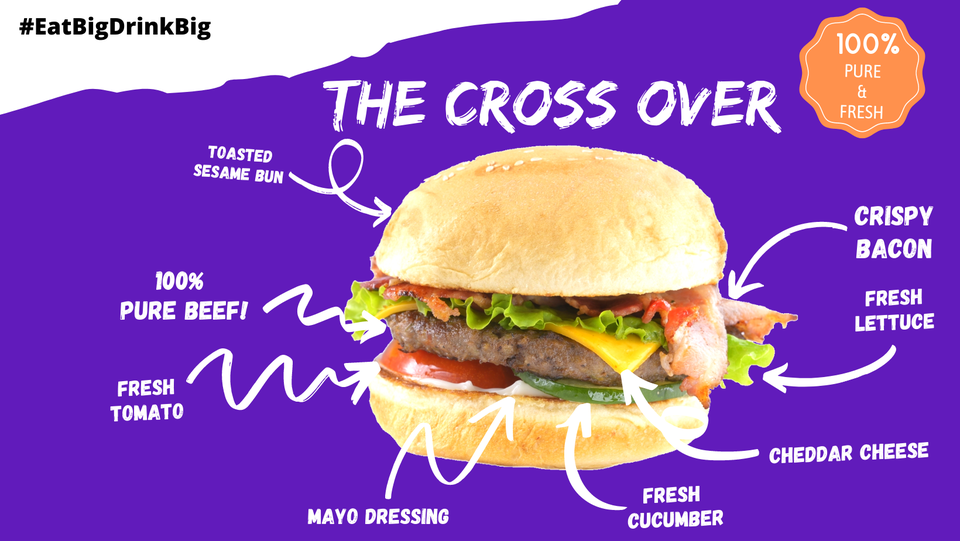 #EatBigDrinkBig
100%
PURE
&
FRESH
THE CROSS OVER
TOASTED
SESAME BUN
CRISPY
BACON
100%
PURE BEEF!
FRESH
LETTUCE
FRESH
TOMATO
CHEDDAR CHEESE
MAYO DRESSING
FRESH
CUCUMBER